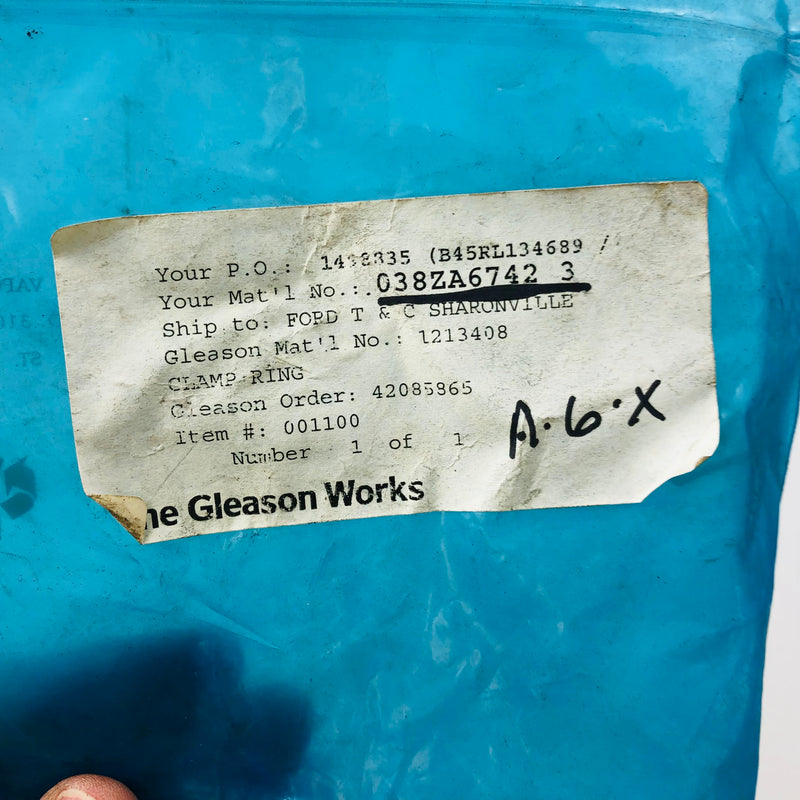 Your P.O.: (B45RL134689 /
Your Mat'l No.: 038ZA6742 3
Ship to: FORD T & C SHARONVILLE
Gleason Mat'l No.: 1213408
CLAMP RING
Gleason Order: 42085865
Item #: 001100
Number 1 of 1
A.6.X
he Gleason Works